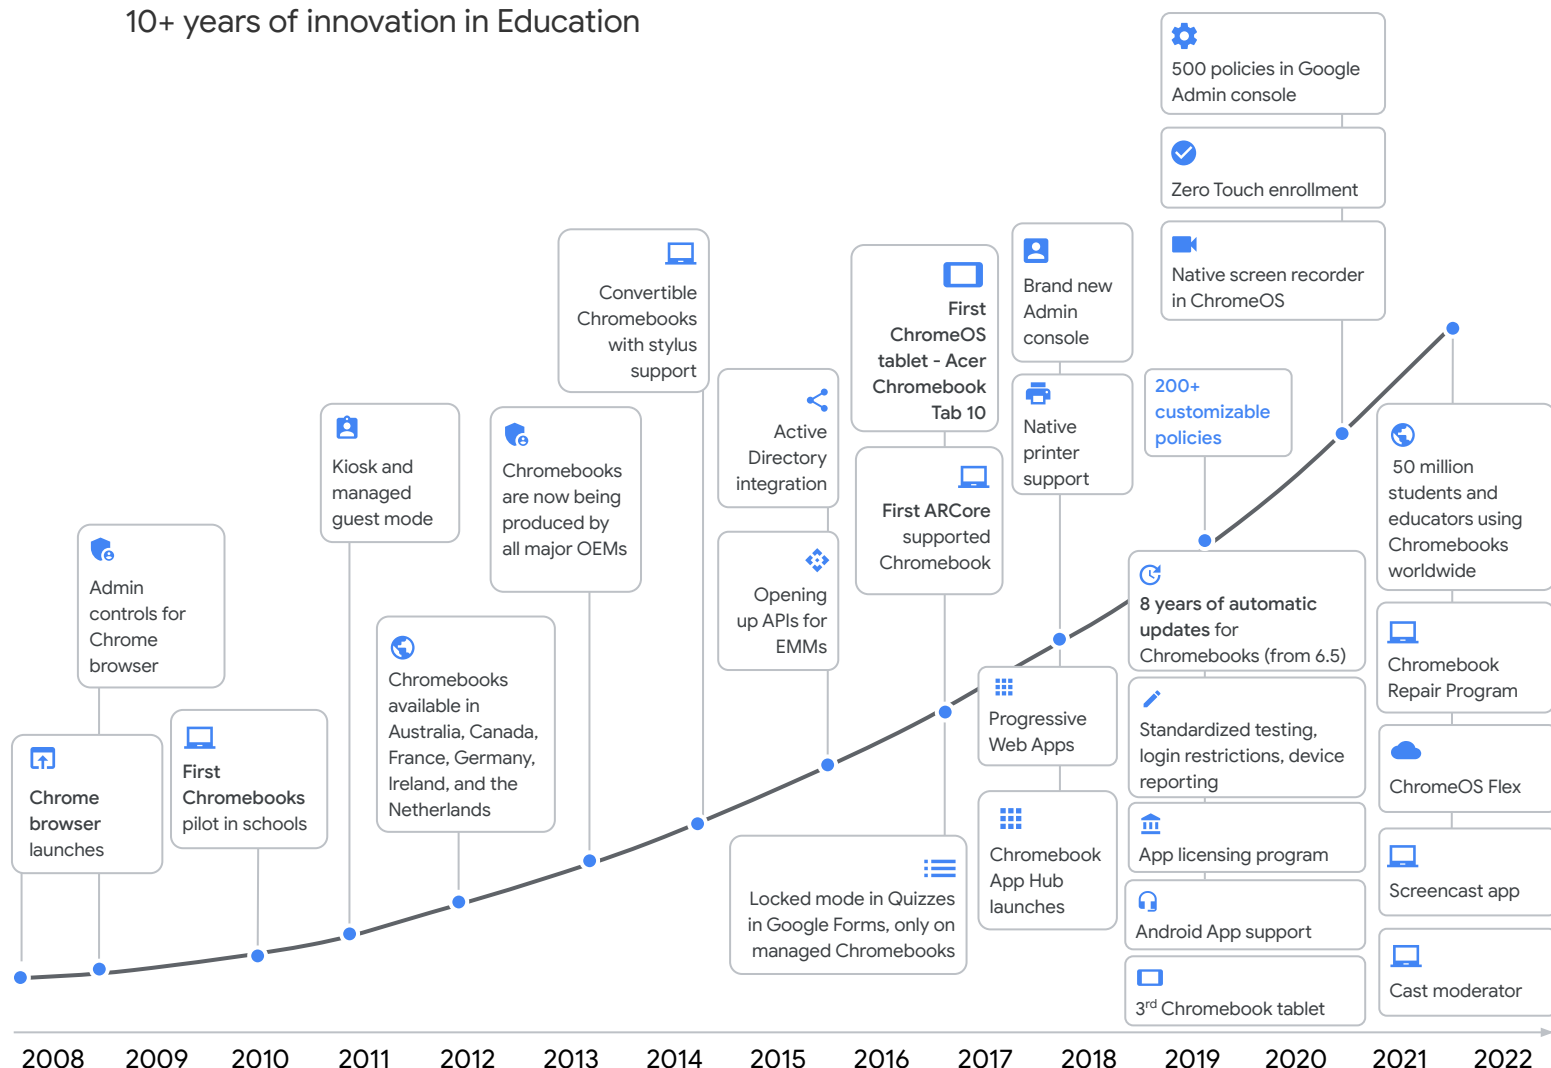 10+ years of innovation in Education
500 policies in Google
Admin console
Zero Touch enrollment
Native screen recorder
in ChromeOS
Convertible
Chromebooks
with stylus
support
First
ChromeOS
tablet - Acer
Chromebook
Tab 10
Brand new
Admin
console
Native
printer
support
200+
customizable
policies
Active
Directory
integration
Opening
up APIs for
EMMs
First ARCore
supported
Chromebook
Kiosk and
managed
guest mode
Chromebooks
are now being
produced by
all major OEMs
50 million
students and
educators using
Chromebooks
worldwide
Admin
controls for
Chrome
browser
Chromebooks
available in
Australia, Canada,
France, Germany,
Ireland, and the
Netherlands
8 years of automatic
updates for
Chromebooks (from 6.5)
Chromebook
Repair Program
Chrome
browser
launches
First
Chromebooks
pilot in schools
Progressive
Web Apps
Standardized testing,
login restrictions, device
reporting
ChromeOS Flex
Locked mode in Quizzes
in Google Forms, only on
managed Chromebooks
Chromebook
App Hub
launches
App licensing program
Screencast app
Android App support
Cast moderator
3rd Chromebook tablet
2008 2009 2010 2011 2012 2013 2014 2015 2016 2017 2018 2019 2020 2021 2022